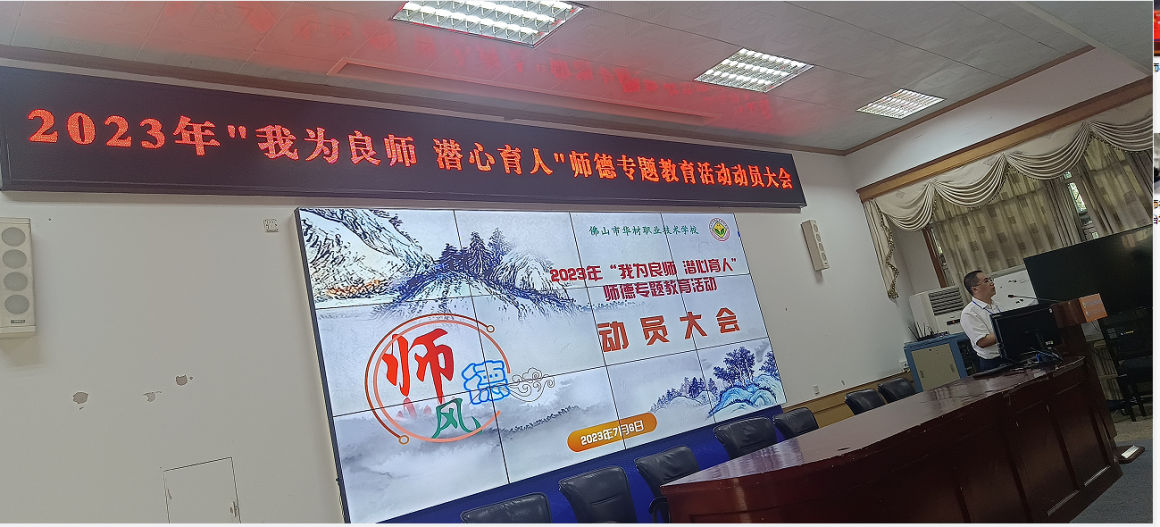 2023年"我为良师 潜心育人"师德专题教育活动动员大会
佛山市华材职业技术学校
2023年“我为良师 潜心育人”
师德专题教育活动
动员大会
师
德
风
2023年7月6日